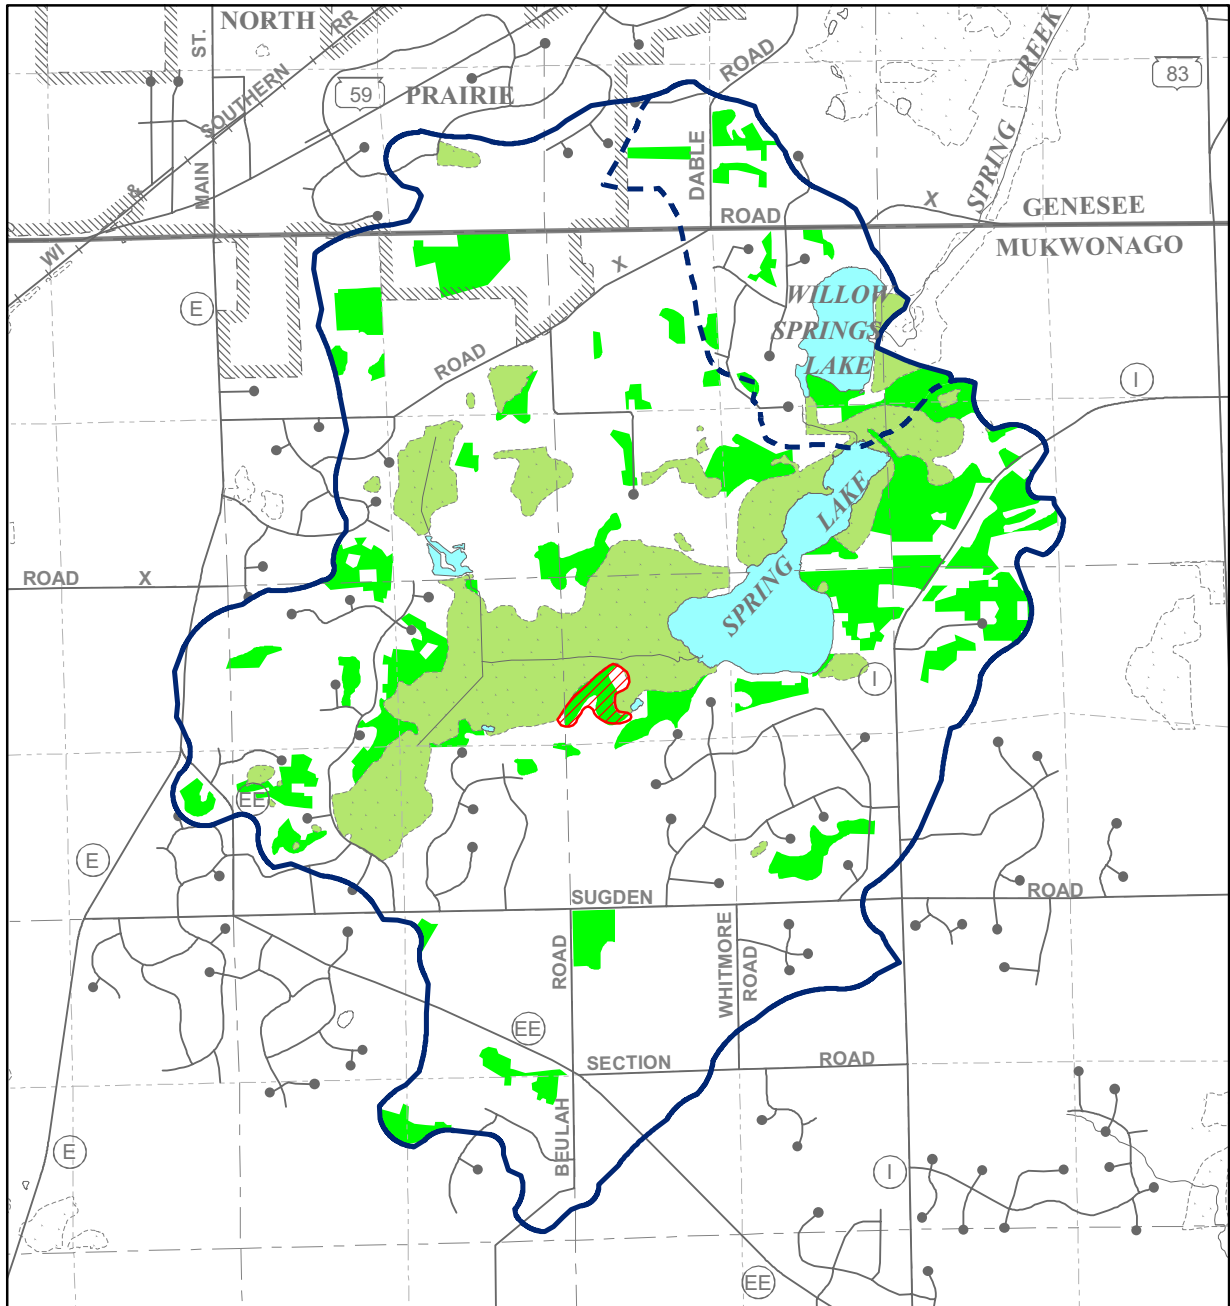 NORTH
PRAIRIE
ST.
MAIN
WI & SOUTHERN RR
59
83
ROAD
DABLE
SPRING CREEK
X
ROAD
GENESEE
MUKWONAGO
X
ROAD
E
WILLOW
SPRINGS
LAKE
I
SPRING LAKE
ROAD X
I
EE
E
SUGDEN
ROAD
ROAD
BEULAH
WHITMORE
ROAD
EE
SECTION
ROAD
E
I
EE